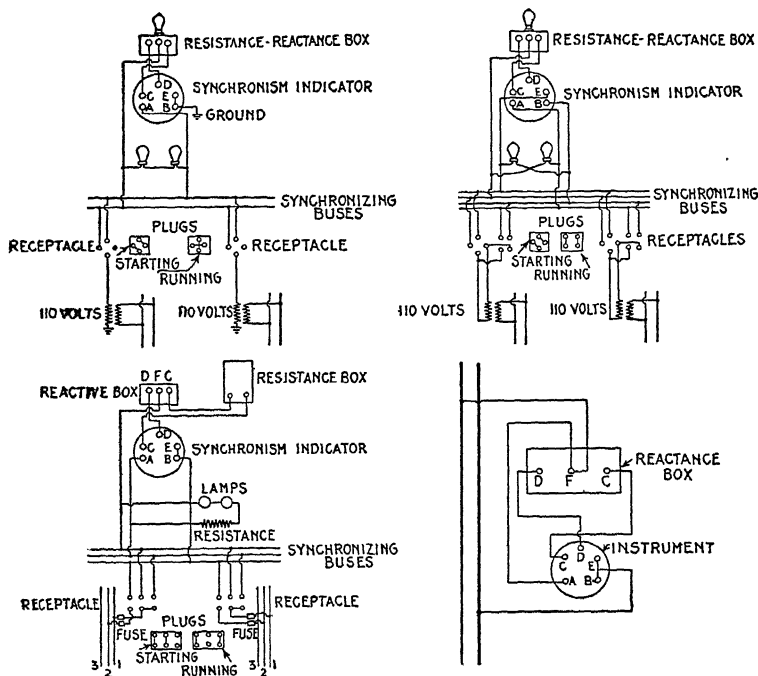 RESISTANCE-REACTANCE BOX
SYNCHRONISM INDICATOR
D
C E
A B
GROUND
SYNCHRONIZING
BUSES
PLUGS
RECEPTACLE
RECEPTACLE
STARTING
RUNNING
110 VOLTS
110 VOLTS
RESISTANCE-REACTANCE BOX
SYNCHRONISM INDICATOR
D
C E
A B
SYNCHRONIZING
BUSES
PLUGS
RECEPTACLES
STARTING
RUNNING
110 VOLTS
110 VOLTS
D F C
REACTIVE BOX
RESISTANCE BOX
SYNCHRONISM INDICATOR
D
C E
A B
LAMPS
RESISTANCE
SYNCHRONIZING
BUSES
RECEPTACLE
RECEPTACLE
PLUGS
FUSE
FUSE
STARTING
RUNNING
3 2 1
3 2 1
D F C
REACTANCE
BOX
INSTRUMENT
D
C E
A B